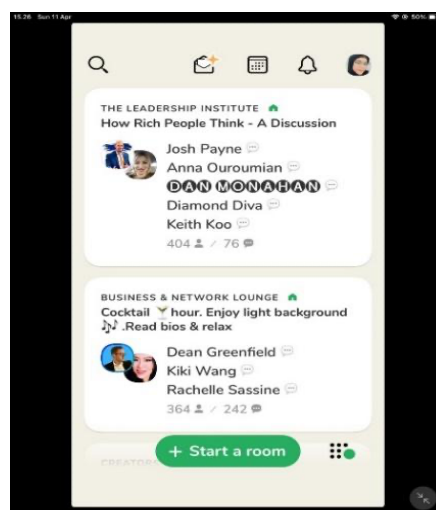 15.26 Sun 11 Apr
50%
THE LEADERSHIP INSTITUTE
How Rich People Think - A Discussion
Josh Payne
Anna Ouroumian
🅓🅐🅝 🅜🅞🅝🅐🅗🅐🅝
Diamond Diva
Keith Koo
404 / 76
BUSINESS & NETWORK LOUNGE
Cocktail 🍸 hour. Enjoy light background
🎶 .Read bios & relax
Dean Greenfield
Kiki Wang
Rachelle Sassine
364 / 242
+ Start a room
CREATORS